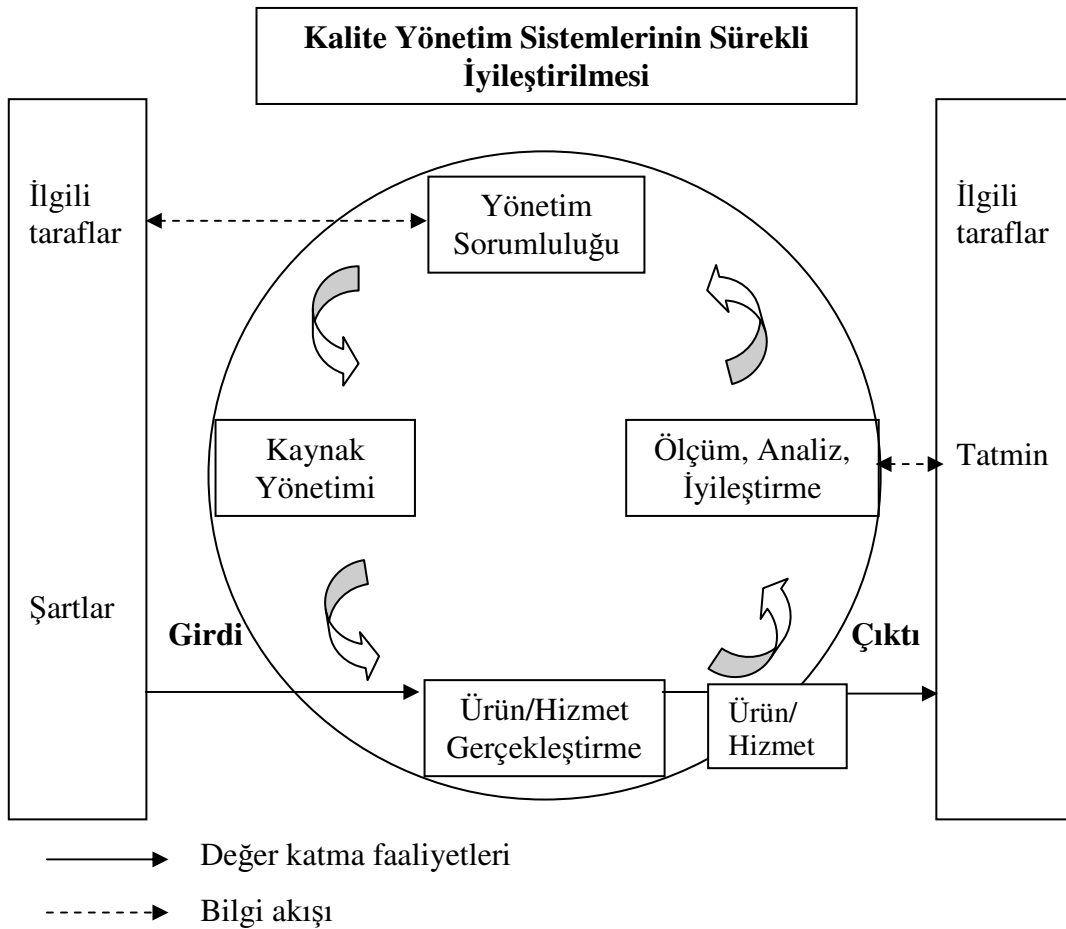 Kalite Yönetim Sistemlerinin Sürekli
İyileştirilmesi
İlgili
taraflar
Yönetim
Sorumluluğu
İlgili
taraflar
Kaynak
Yönetimi
Ölçüm, Analiz,
İyileştirme
Tatmin
Şartlar
Girdi
Çıktı
Ürün/Hizmet
Gerçekleştirme
Ürün/
Hizmet
Değer katma faaliyetleri
Bilgi akışı